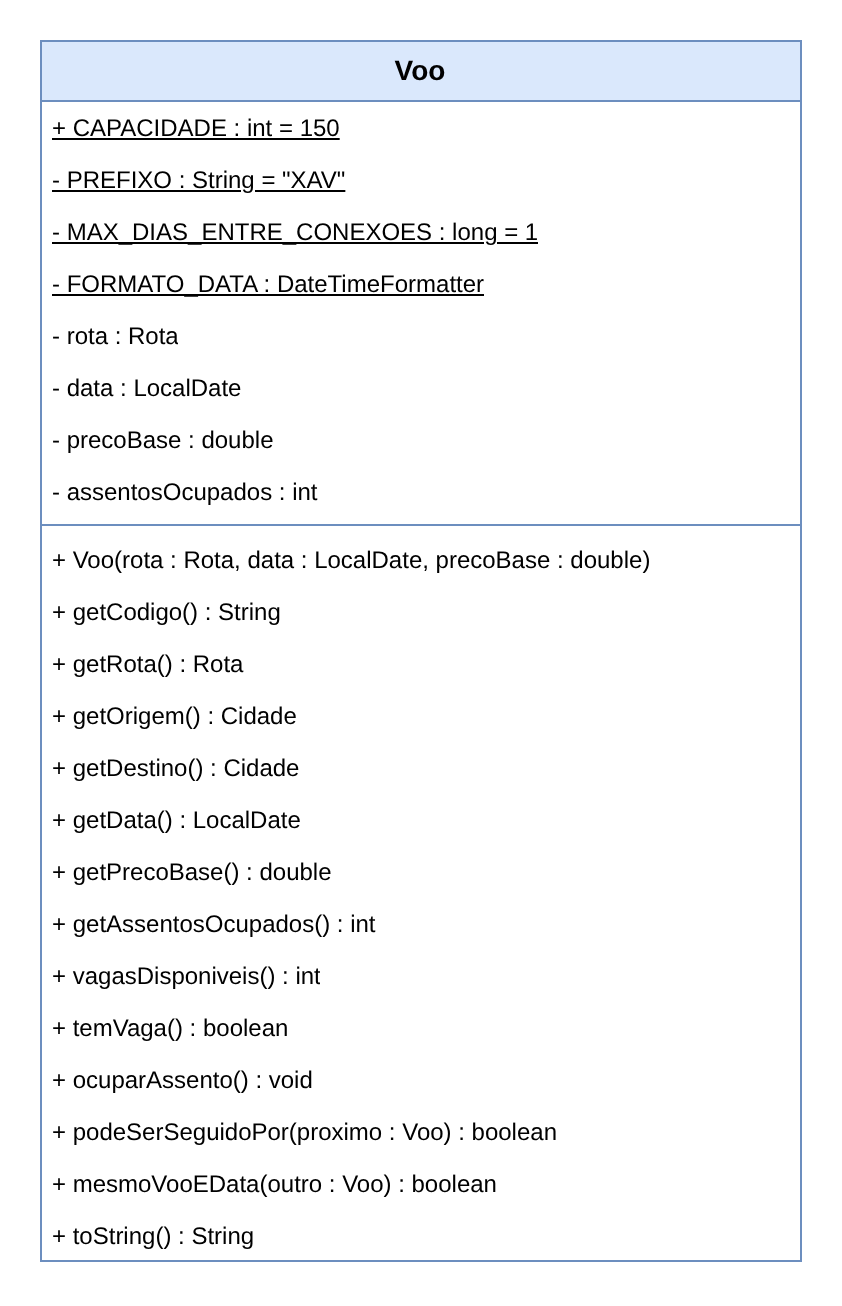 Voo
+ CAPACIDADE : int = 150
- PREFIXO : String = "XAV"
- MAX_DIAS_ENTRE_CONEXOES : long = 1
- FORMATO_DATA : DateTimeFormatter
- rota : Rota
- data : LocalDate
- precoBase : double
- assentosOcupados : int
+ Voo(rota : Rota, data : LocalDate, precoBase : double)
+ getCodigo() : String
+ getRota() : Rota
+ getOrigem() : Cidade
+ getDestino() : Cidade
+ getData() : LocalDate
+ getPrecoBase() : double
+ getAssentosOcupados() : int
+ vagasDisponiveis() : int
+ temVaga() : boolean
+ ocuparAssento() : void
+ podeSerSeguidoPor(proximo : Voo) : boolean
+ mesmoVooEData(outro : Voo) : boolean
+ toString() : String